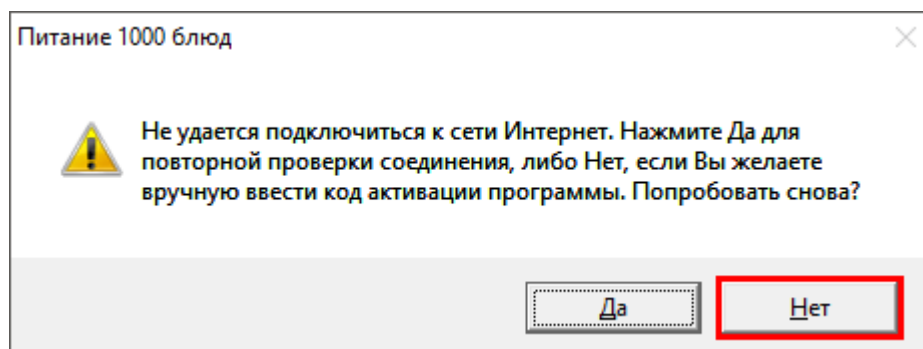 Питание 1000 блюд
Не удается подключиться к сети Интернет. Нажмите Да для
повторной проверки соединения, либо Нет, если Вы желаете
вручную ввести код активации программы. Попробовать снова?
Да
Нет